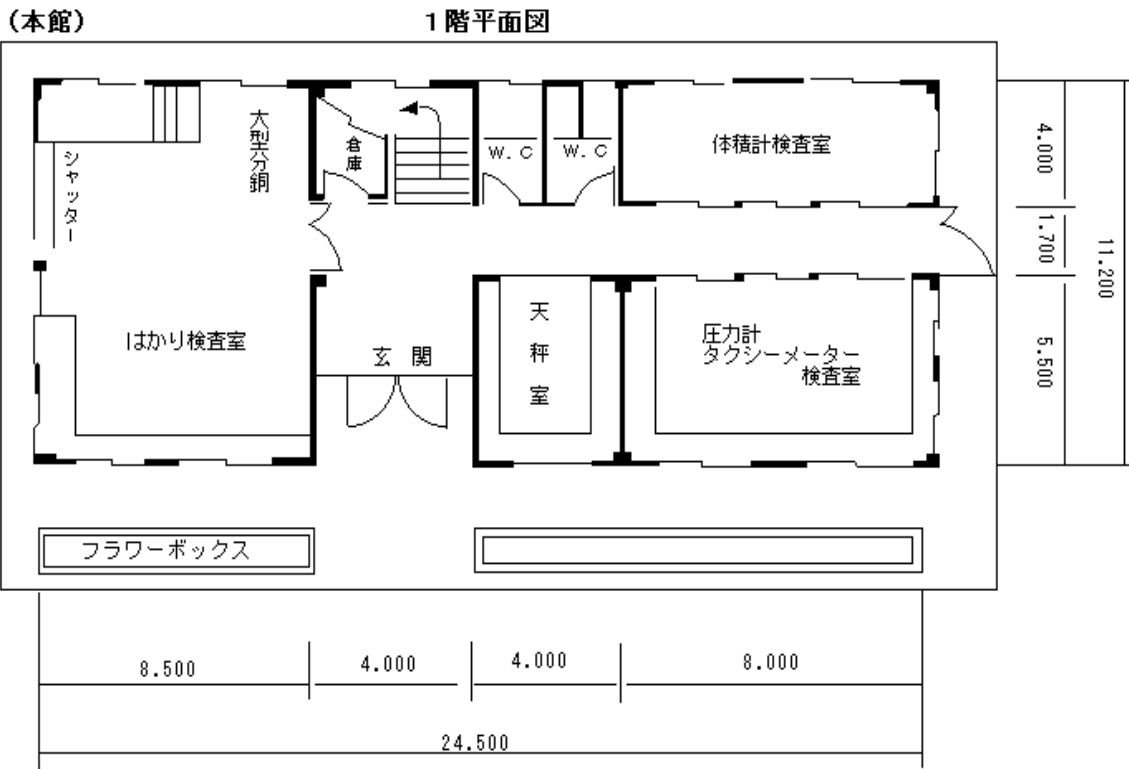 (本館)
1階平面図
大型分銅
倉庫
W.C
W.C
体積計検査室
シャッター
はかり検査室
玄関
天秤室
圧力計
タクシーメーター
検査室
フラワーボックス
4.000
1.700
5.500
11.200
8.500
4.000
4.000
8.000
24.500